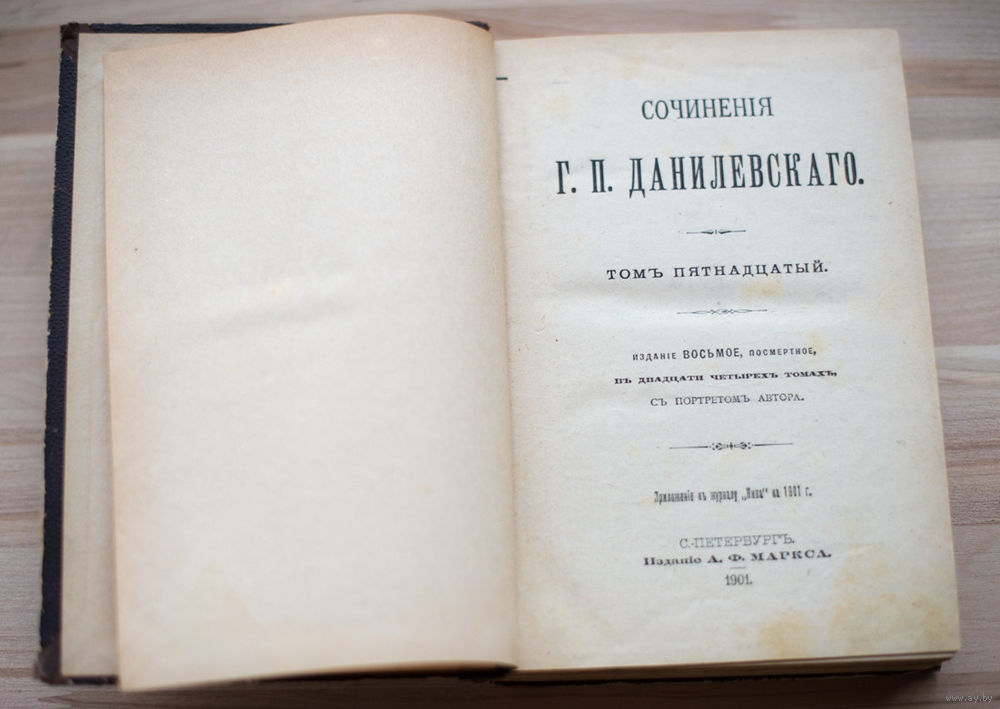 СОЧИНЕНІЯ
Г. П. ДАНИЛЕВСКАГО.
ТОМЪ ПЯТНАДЦАТЫЙ.
ИЗДАНІЕ ВОСЬМОЕ, ПОСМЕРТНОЕ,
ВЪ ДВАДЦАТИ ЧЕТЫРЕХЪ ТОМАХЪ,
СЪ ПОРТРЕТОМЪ АВТОРА.
Приложеніе къ журналу „Нива“ на 1901 г.
С.-ПЕТЕРБУРГЪ.
Изданіе А. Ф. МАРКСА.
1901.
www.ay.by